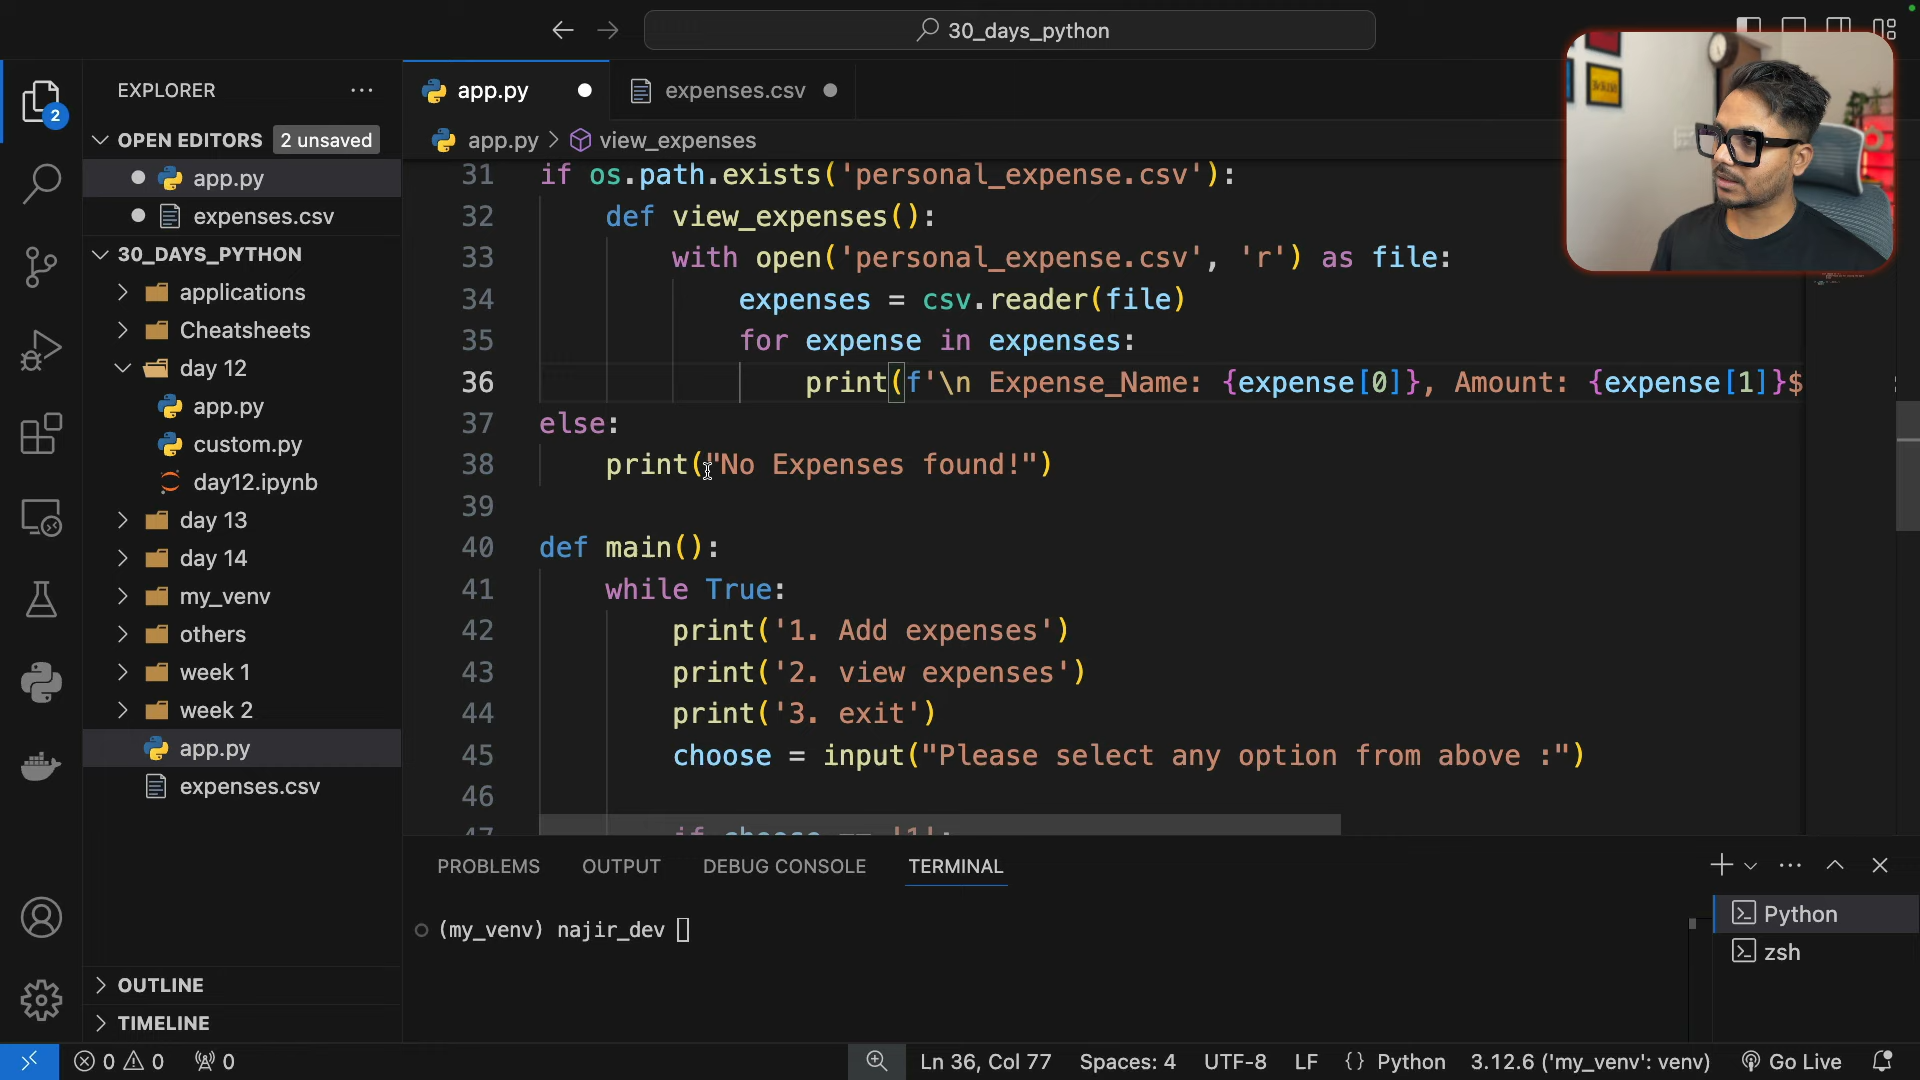 30_days_python
EXPLORER
app.py
expenses.csv
2
OPEN EDITORS 2 unsaved
app.py > view_expenses
app.py
expenses.csv
30_DAYS_PYTHON
applications
Cheatsheets
day 12
app.py
custom.py
day12.ipynb
day 13
day 14
my_venv
others
week 1
week 2
app.py
expenses.csv
OUTLINE
TIMELINE
31 if os.path.exists('personal_expense.csv'):
32 def view_expenses():
33 with open('personal_expense.csv', 'r') as file:
34 expenses = csv.reader(file)
35 for expense in expenses:
36 print(f'\n Expense_Name: {expense[0]}, Amount: {expense[1]}$
37 else:
38 print("No Expenses found!")
39
40 def main():
41 while True:
42 print('1. Add expenses')
43 print('2. view expenses')
44 print('3. exit')
45 choose = input("Please select any option from above :")
46
47 if choose == '1':
PROBLEMS OUTPUT DEBUG CONSOLE TERMINAL
(my_venv) najir_dev
Python
zsh
0 0 0
Ln 36, Col 77 Spaces: 4 UTF-8 LF {} Python 3.12.6 ('my_venv': venv) Go Live